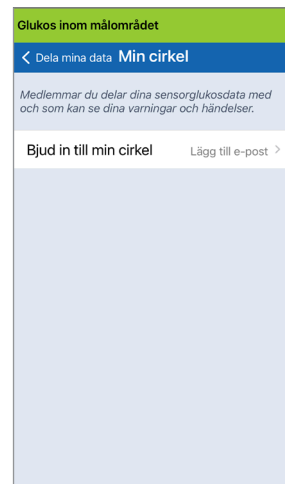 Glukos inom målområdet
Dela mina data Min cirkel
Medlemmar du delar dina sensorglukosdata med
och som kan se dina varningar och händelser.
Bjud in till min cirkel Lägg till e-post